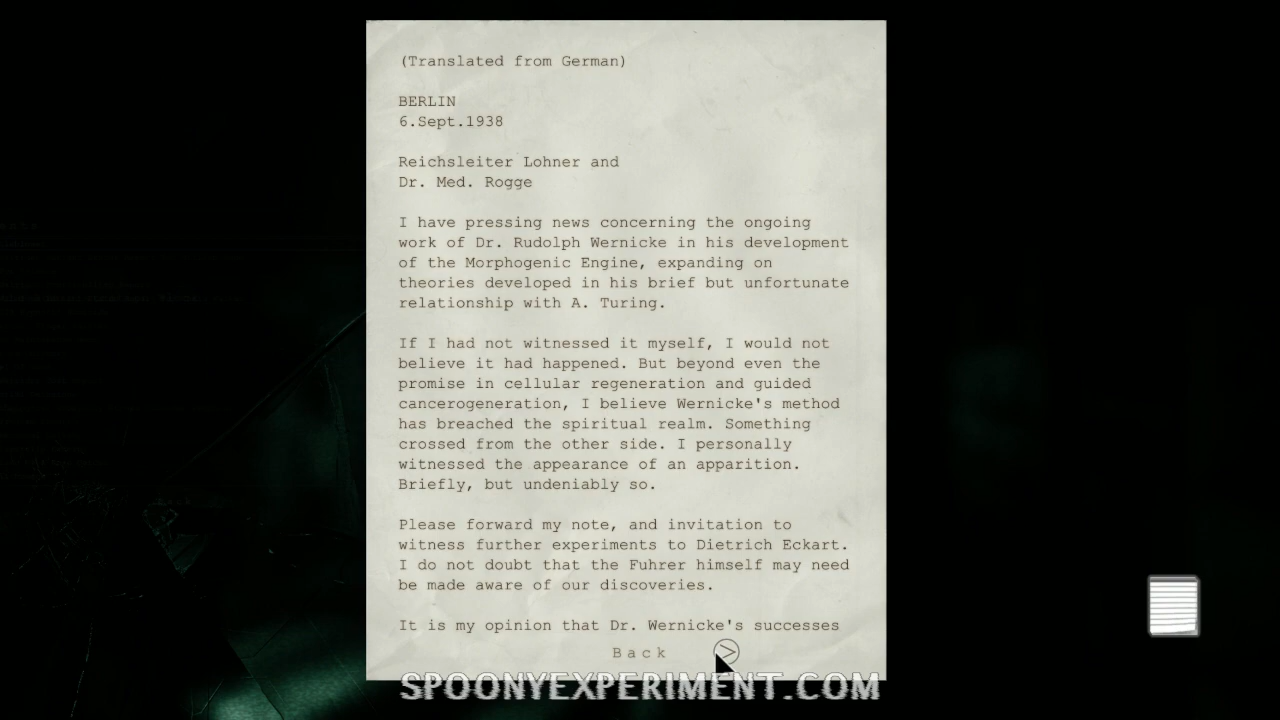 (Translated from German)
BERLIN
6.Sept.1938
Reichsleiter Lohner and
Dr. Med. Rogge
I have pressing news concerning the ongoing
work of Dr. Rudolph Wernicke in his development
of the Morphogenic Engine, expanding on
theories developed in his brief but unfortunate
relationship with A. Turing.
If I had not witnessed it myself, I would not
believe it had happened. But beyond even the
promise in cellular regeneration and guided
cancerogeneration, I believe Wernicke's method
has breached the spiritual realm. Something
crossed from the other side. I personally
witnessed the appearance of an apparition.
Briefly, but undeniably so.
Please forward my note, and invitation to
witness further experiments to Dietrich Eckart.
I do not doubt that the Fuhrer himself may need
be made aware of our discoveries.
It is my opinion that Dr. Wernicke's successes
Back >
SPOONYEXPERIMENT.COM